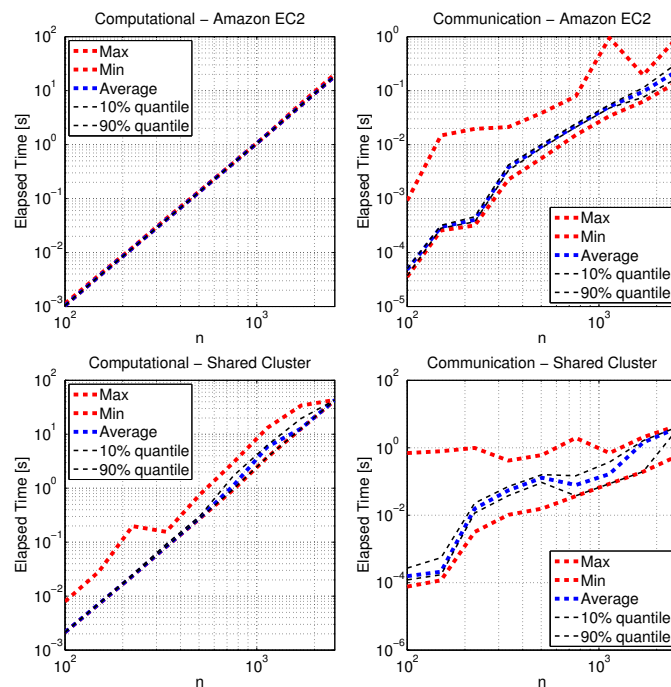 Computational − Amazon EC2
10^2
10^1
10^0
10^−1
10^−2
10^−3
Elapsed Time [s]
Max
Min
Average
10% quantile
90% quantile
10^2
10^3
n
Communication − Amazon EC2
10^0
10^−1
10^−2
10^−3
10^−4
10^−5
Elapsed Time [s]
Max
Min
Average
10% quantile
90% quantile
10^2
10^3
n
Computational − Shared Cluster
10^2
10^1
10^0
10^−1
10^−2
10^−3
Elapsed Time [s]
Max
Min
Average
10% quantile
90% quantile
10^2
10^3
n
Communication − Shared Cluster
10^2
10^0
10^−2
10^−4
10^−6
Elapsed Time [s]
Max
Min
Average
10% quantile
90% quantile
10^2
10^3
n